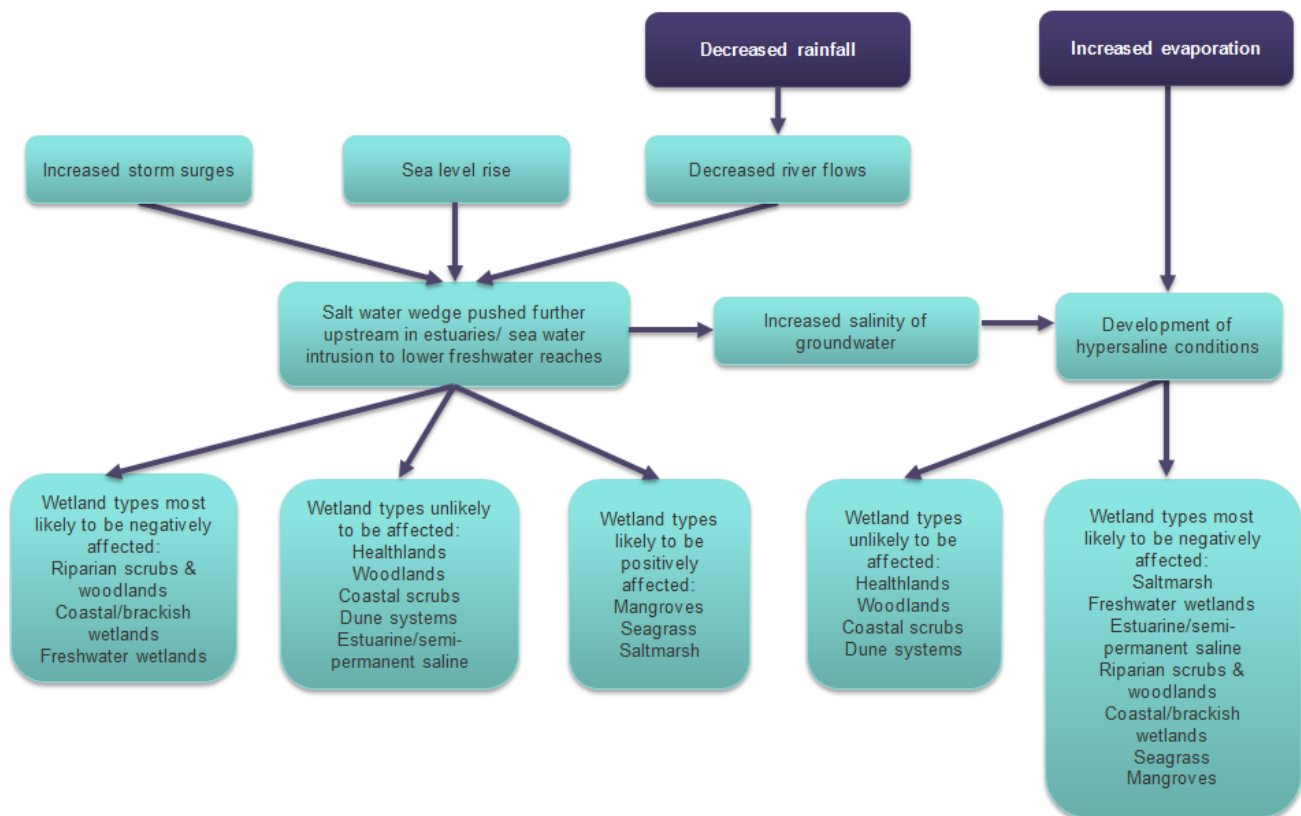 Decreased rainfall
Increased evaporation
Increased storm surges
Sea level rise
Decreased river flows
Salt water wedge pushed further
upstream in estuaries/ sea water
intrusion to lower freshwater reaches
Increased salinity of
groundwater
Development of
hypersaline conditions
Wetland types most
likely to be negatively
affected:
Riparian scrubs &
woodlands
Coastal/brackish
wetlands
Freshwater wetlands
Wetland types unlikely
to be affected:
Healthlands
Woodlands
Coastal scrubs
Dune systems
Estuarine/semi-
permanent saline
Wetland types
likely to be
positively
affected:
Mangroves
Seagrass
Saltmarsh
Wetland types
unlikely to be
affected:
Healthlands
Woodlands
Coastal scrubs
Dune systems
Wetland types most
likely to be negatively
affected:
Saltmarsh
Freshwater wetlands
Estuarine/semi-
permanent saline
Riparian scrubs &
woodlands
Coastal/brackish
wetlands
Seagrass
Mangroves